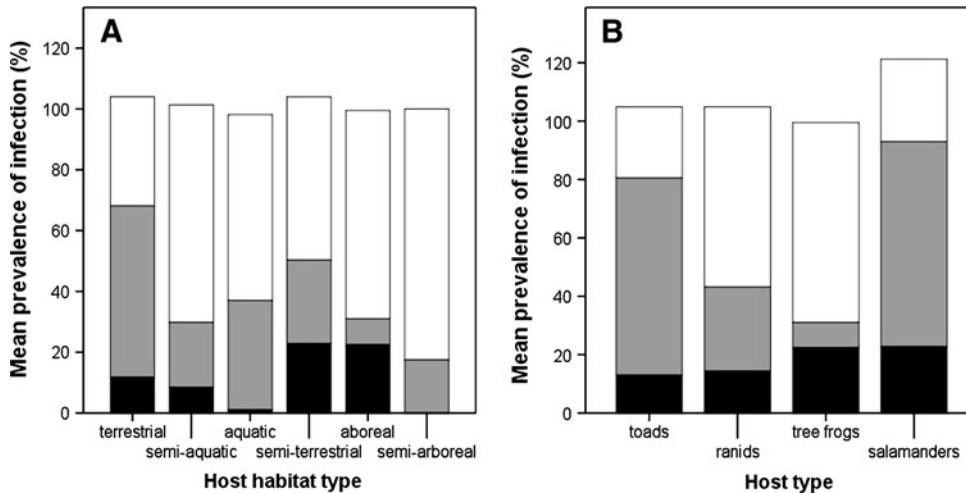 A
Mean prevalence of infection (%)
120
100
80
60
40
20
0
terrestrial
aquatic
aboreal
semi-aquatic
semi-terrestrial
semi-arboreal
Host habitat type
B
Mean prevalence of infection (%)
120
100
80
60
40
20
0
toads
tree frogs
ranids
salamanders
Host type